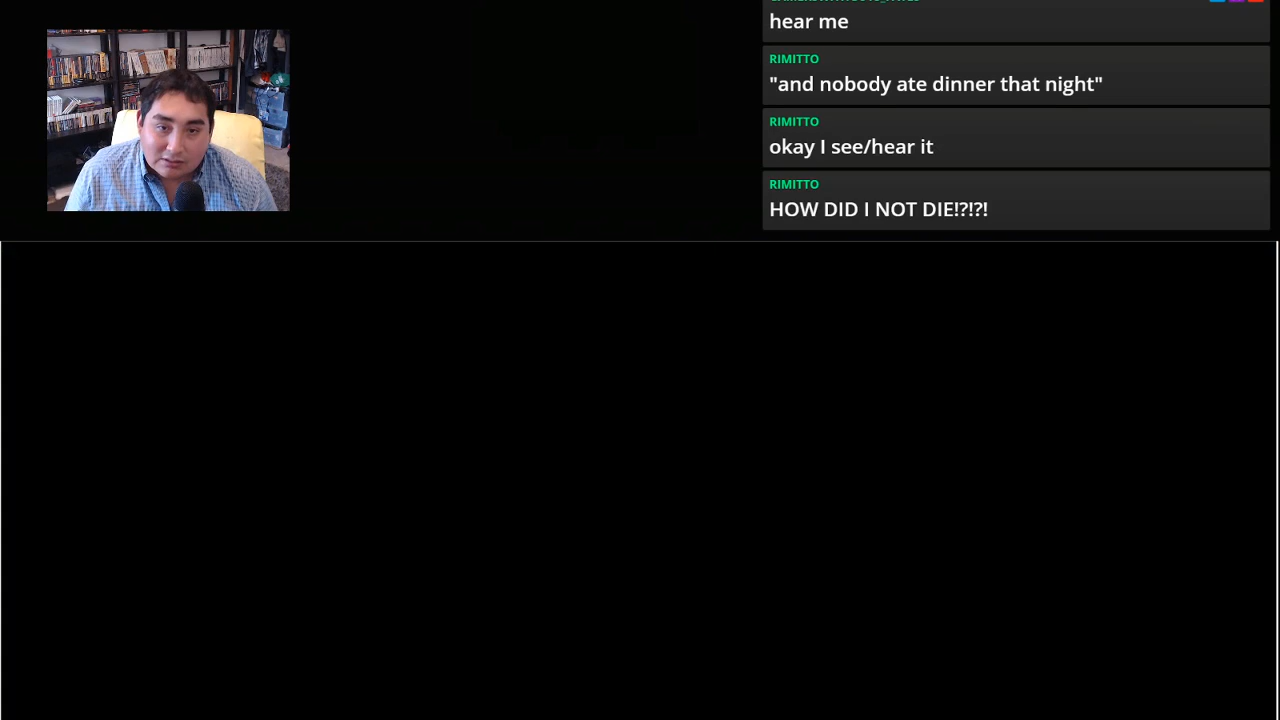 hear me
RIMITTO
"and nobody ate dinner that night"
RIMITTO
okay I see/hear it
RIMITTO
HOW DID I NOT DIE!?!?!